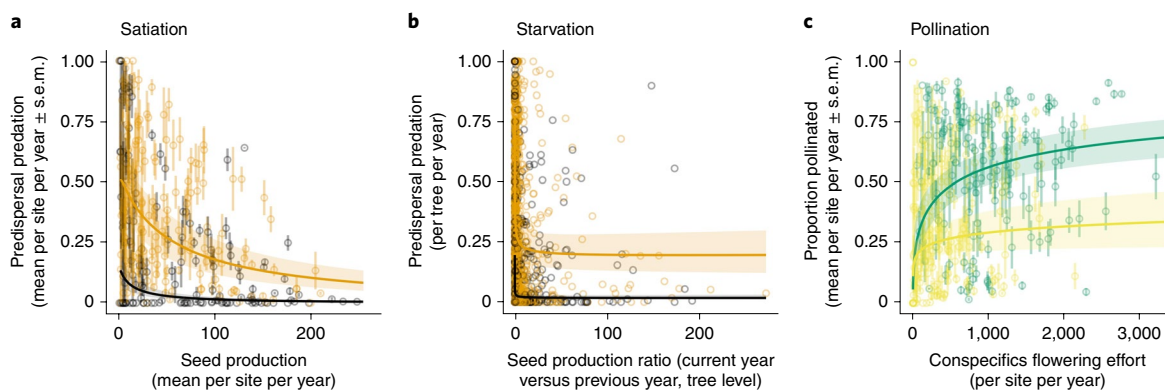 a
Satiation
Predispersal predation
(mean per site per year ± s.e.m.)
1.00
0.75
0.50
0.25
0
0
100
200
Seed production
(mean per site per year)
b
Starvation
Predispersal predation
(per tree per year)
1.00
0.75
0.50
0.25
0
0
100
200
Seed production ratio (current year
versus previous year, tree level)
c
Pollination
Proportion pollinated
(mean per site per year ± s.e.m.)
1.00
0.75
0.50
0.25
0
0
1,000
2,000
3,000
Conspecifics flowering effort
(per site per year)